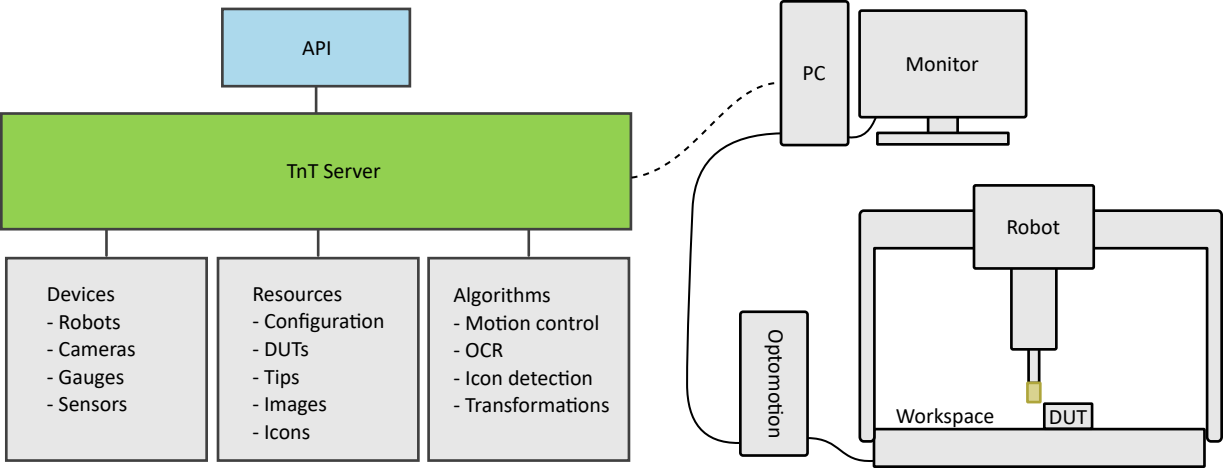 API
TnT Server
Devices
- Robots
- Cameras
- Gauges
- Sensors
Resources
- Configuration
- DUTs
- Tips
- Images
- Icons
Algorithms
- Motion control
- OCR
- Icon detection
- Transformations
PC
Monitor
Robot
Optomotion
Workspace
DUT